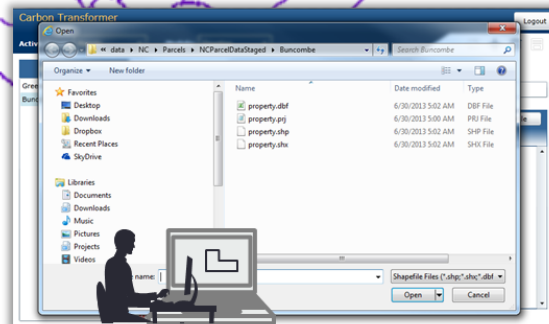 Carbon Transformer
Logout
Open
« data » NC » Parcels » NCParcelDataStaged » Buncombe
Search Buncombe
Organize
New folder
Favorites
Desktop
Downloads
Dropbox
Recent Places
SkyDrive
Libraries
Documents
Downloads
Music
Pictures
Projects
Videos
Name
Date modified
Type
property.dbf
6/30/2013 5:02 AM
DBF File
property.prj
6/30/2013 5:00 AM
PRJ File
property.shp
6/30/2013 5:02 AM
SHP File
property.shx
6/30/2013 5:02 AM
SHX File
name:
Shapefile Files (*.shp;*.shx;*.dbf
Open
Cancel